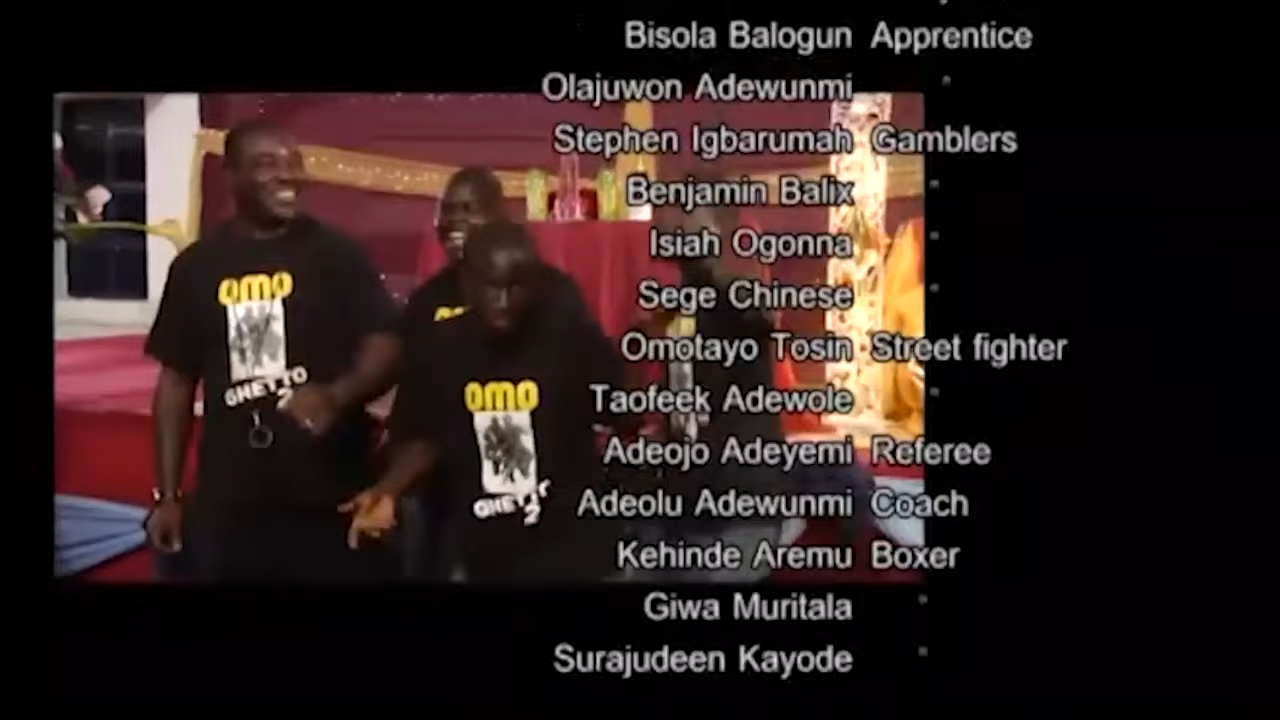 Bisola Balogun Apprentice
Olajuwon Adewunmi "
Stephen Igbarumah Gamblers
Benjamin Balix "
Isiah Ogonna "
Sege Chinese "
Omotayo Tosin Street fighter
Taofeek Adewole "
Adeojo Adeyemi Referee
Adeolu Adewunmi Coach
Kehinde Aremu Boxer
Giwa Muritala "
Surajudeen Kayode "
OMO
GHETTO
2
OMO
GHETTO
2